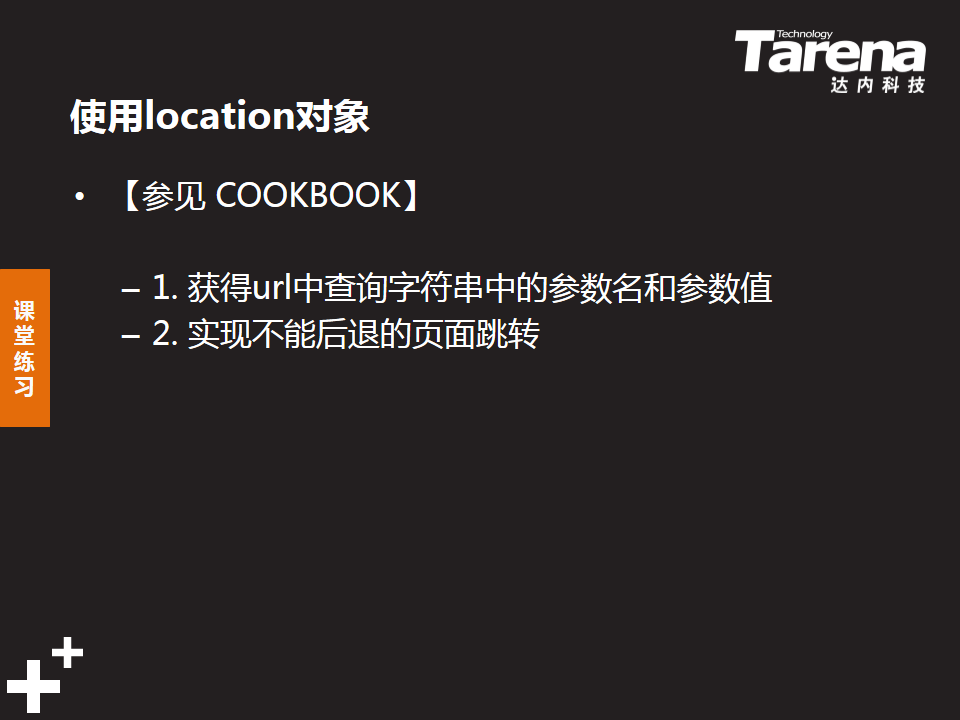 Technology
Tarena
达内科技
使用location对象
• 【参见 COOKBOOK】
– 1. 获得url中查询字符串中的参数名和参数值
– 2. 实现不能后退的页面跳转
课
堂
练
习